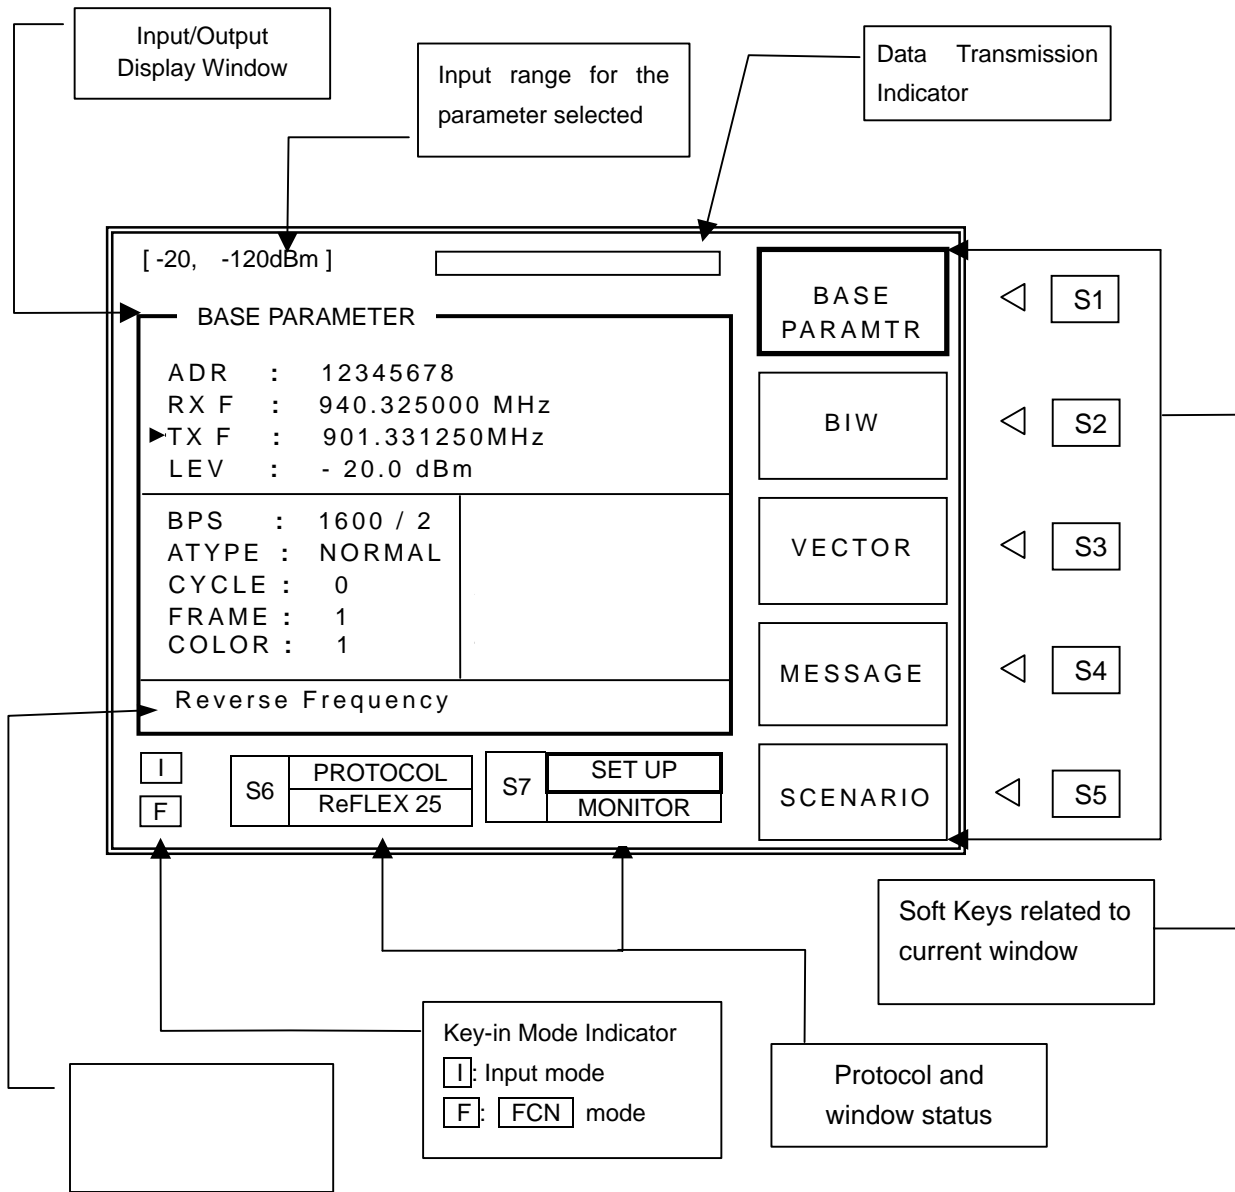 Input/Output
Display Window
Input range for the
parameter selected
Data Transmission
Indicator
[ -20, -120dBm ]
BASE PARAMETER
ADR : 12345678
RX F : 940.325000 MHz
TX F : 901.331250MHz
LEV : - 20.0 dBm
BPS : 1600 / 2
ATYPE : NORMAL
CYCLE : 0
FRAME : 1
COLOR : 1
Reverse Frequency
BASE
PARAMTR
S1
BIW
S2
VECTOR
S3
MESSAGE
S4
SCENARIO
S5
I
F
S6
PROTOCOL
ReFLEX 25
S7
SET UP
MONITOR
Soft Keys related to
current window
Key-in Mode Indicator
I : Input mode
F : FCN mode
Protocol and
window status